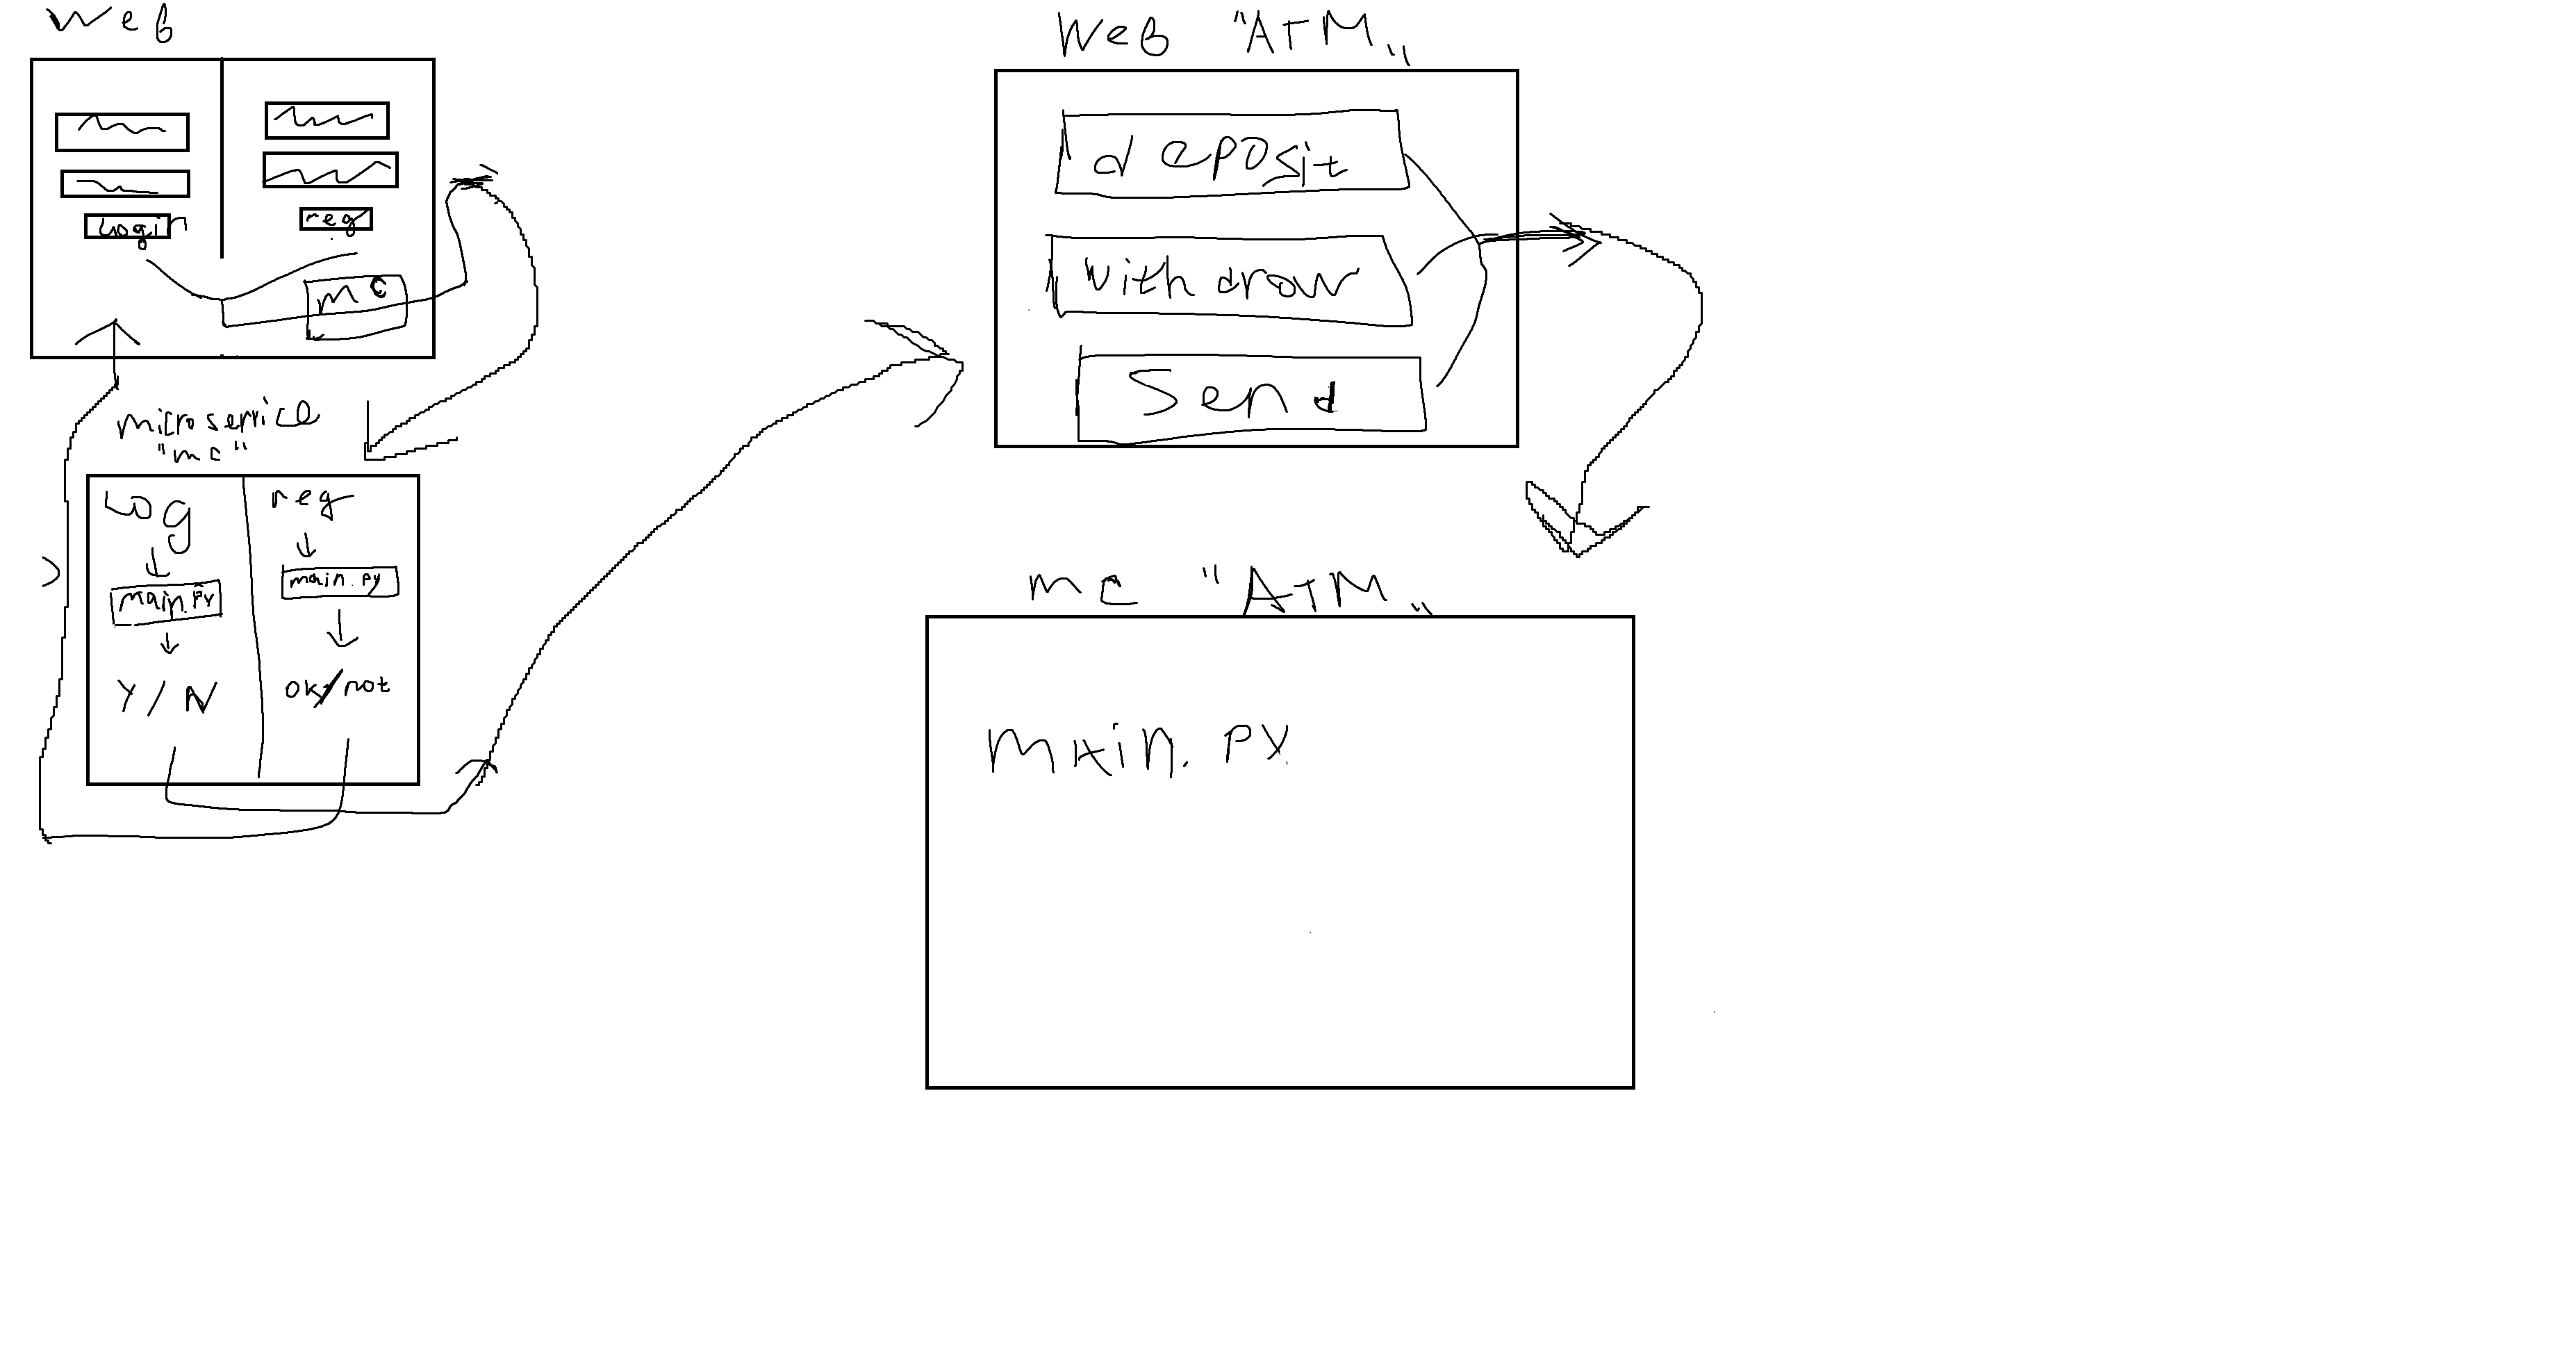 Web
Login
reg
mc
microservice
"mc"
Log
reg
main.py
main.py
Y/N
ok/not
Web "ATM„
deposit
withdrow
Send
mc "ATM„
main.py